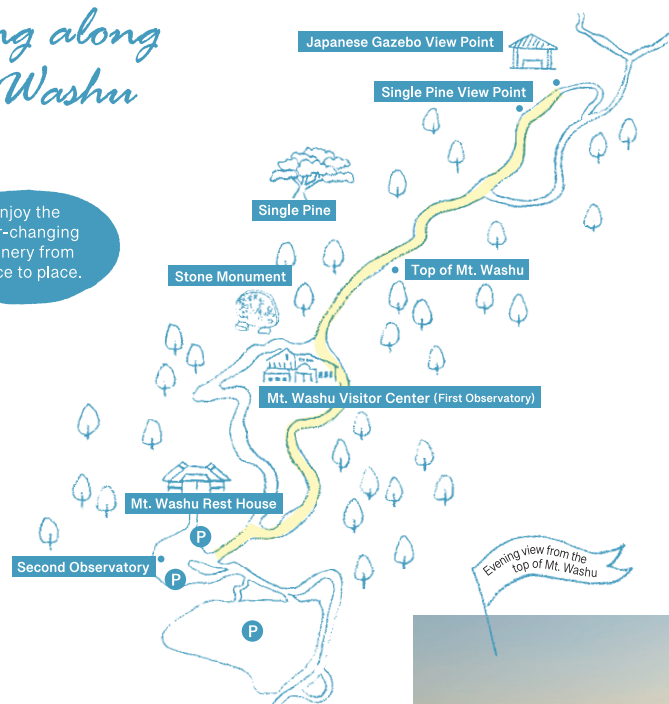 ng along
Washu
Japanese Gazebo View Point
Single Pine View Point
njoy the
r-changing
nery from
ce to place.
Single Pine
Top of Mt. Washu
Stone Monument
Mt. Washu Visitor Center (First Observatory)
Mt. Washu Rest House
P
Second Observatory
P
P
Evening view from the
top of Mt. Washu